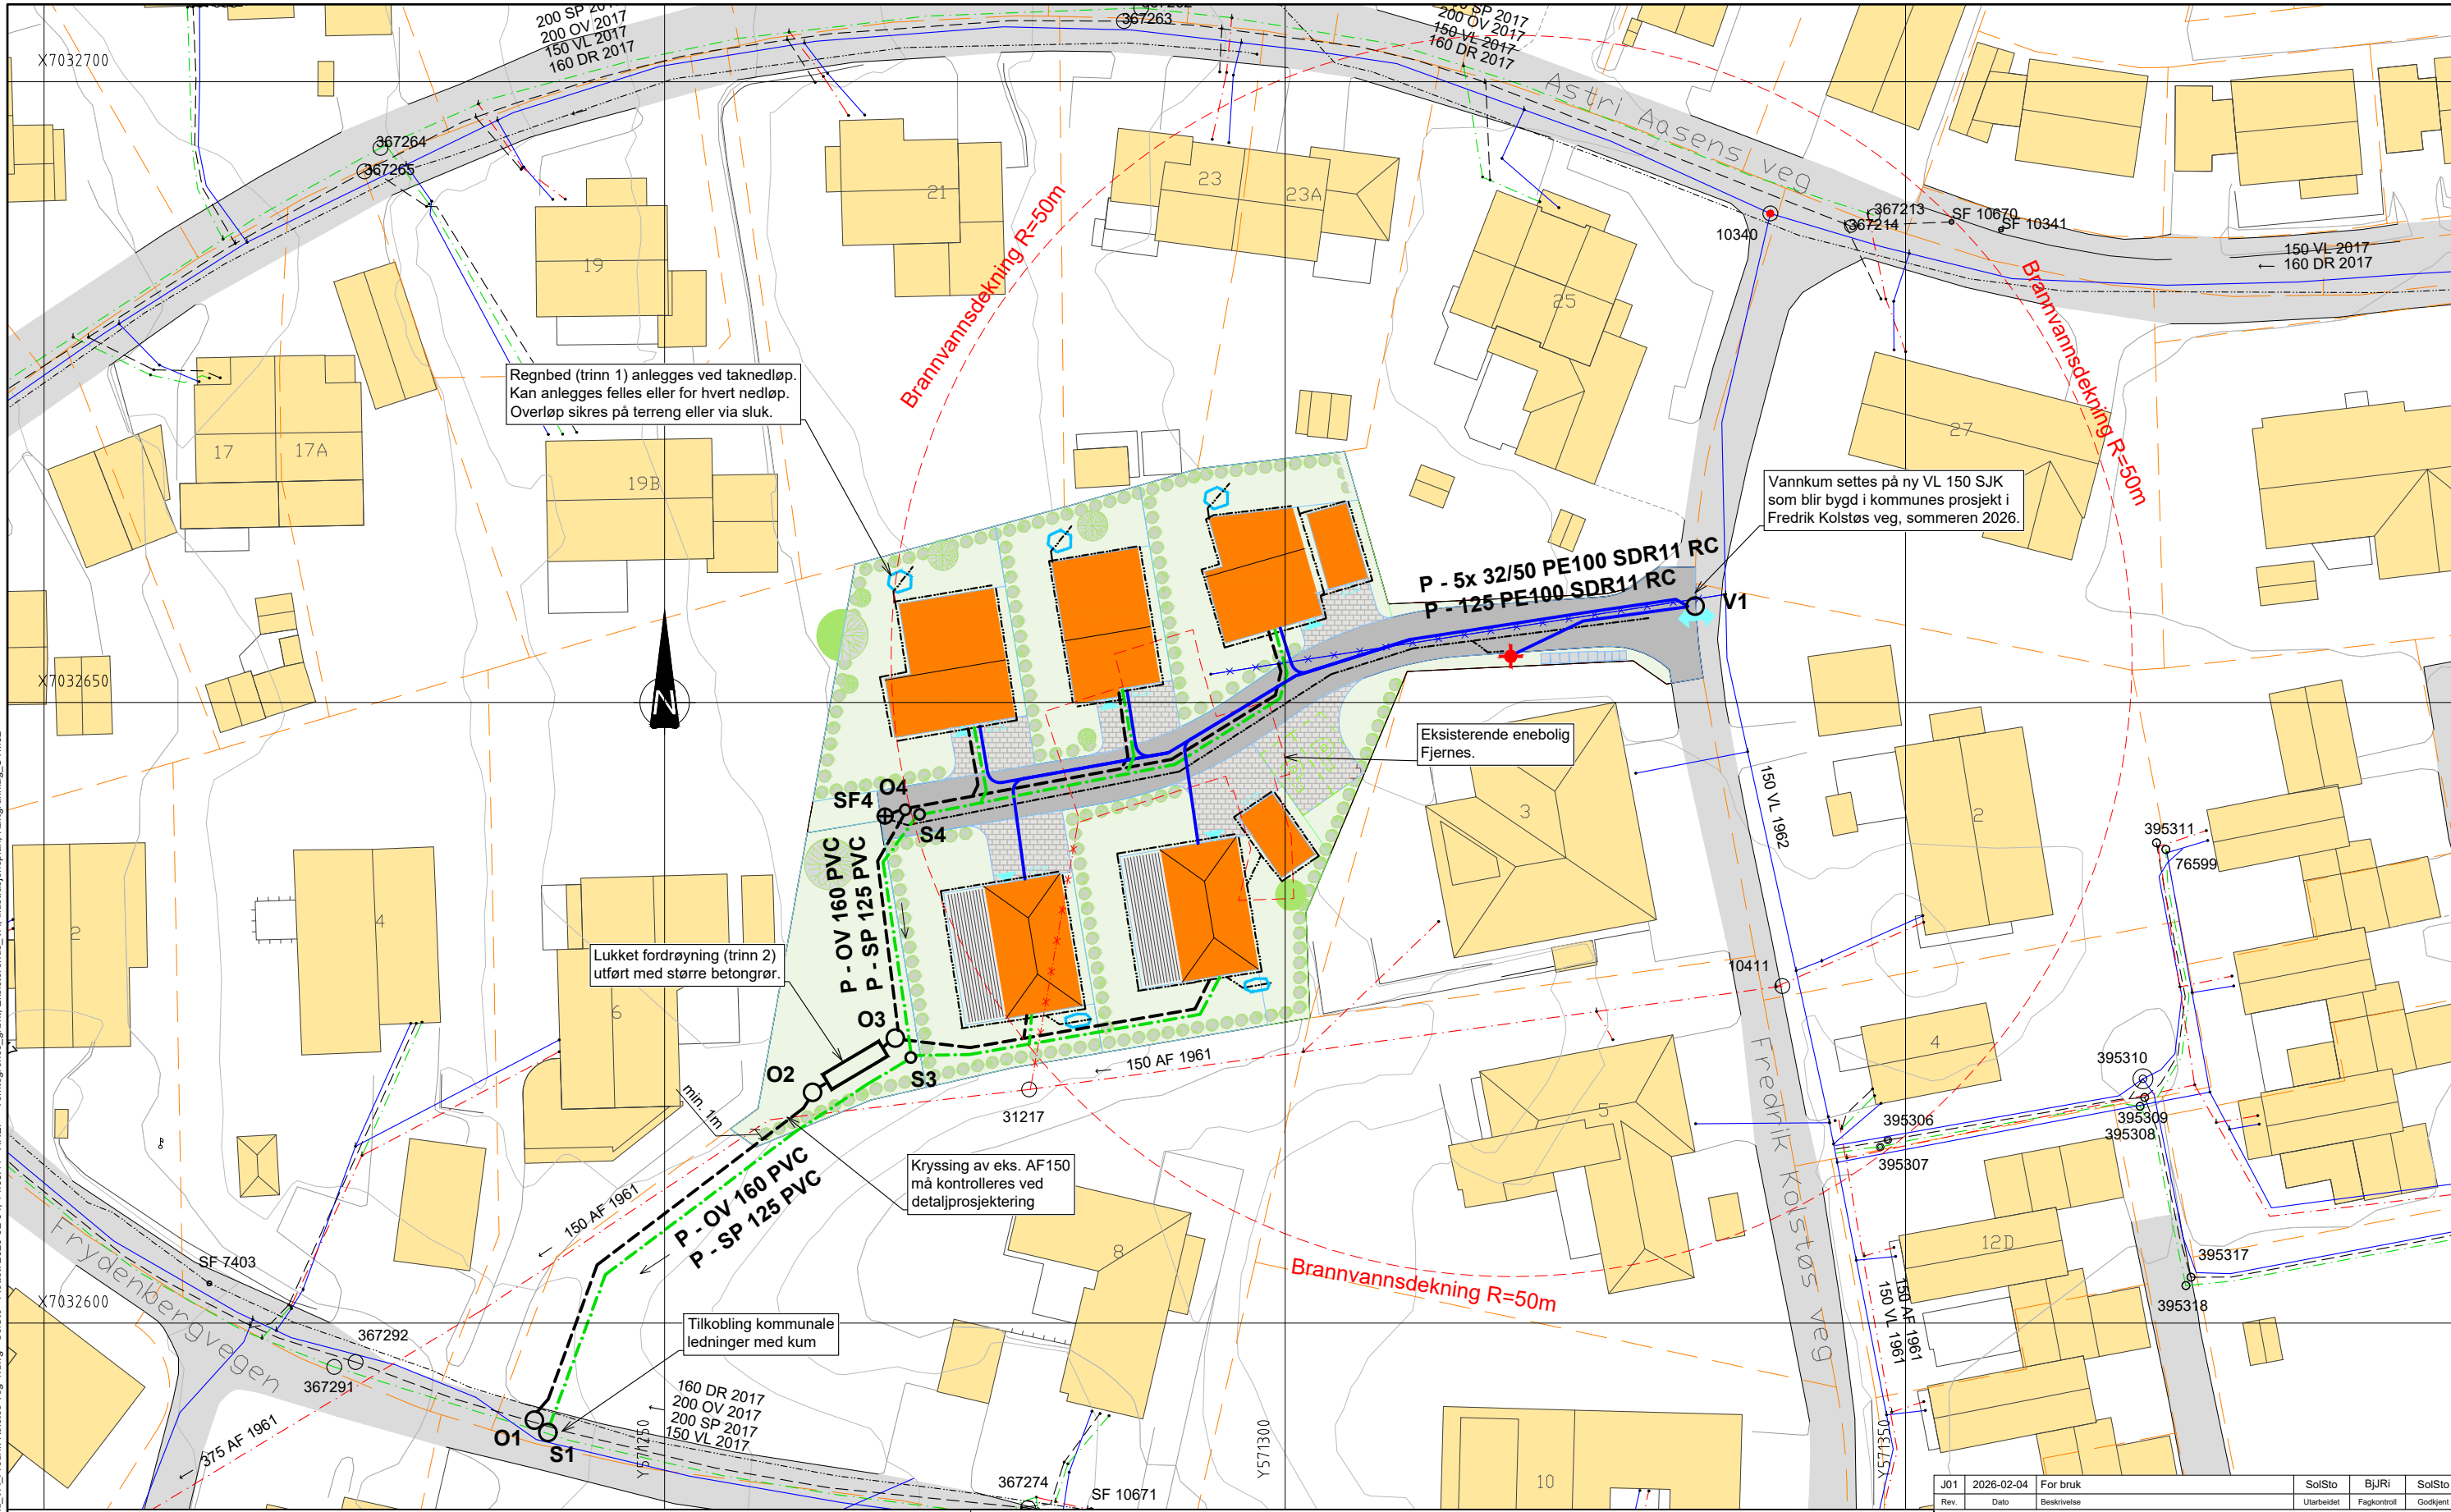 200 SP 2017
200 OV 2017
150 VL 2017
160 DR 2017
367263
SP 2017
200 OV 2017
150 VL 2017
160 DR 2017
X7032700
Astri Aasens veg
367264
367265
21
23
23A
19
25
10340
367213
367214
SF 10670
SF 10341
150 VL 2017
← 160 DR 2017
Brannvannsdekning R=50m
Brannvannsdekning R=50m
Regnbed (trinn 1) anlegges ved taknedløp.
Kan anlegges felles eller for hvert nedløp.
Overløp sikres på terreng eller via sluk.
17
17A
19B
27
Vannkum settes på ny VL 150 SJK
som blir bygd i kommunes prosjekt i
Fredrik Kolstøs veg, sommeren 2026.
P - 5x 32/50 PE100 SDR11 RC
P - 125 PE100 SDR11 RC
V1
X7032650
N
Eksisterende enebolig
Fjernes.
3
2
150 VL 1962
SF4
O4
S4
395311
76599
P - OV 160 PVC
P - SP 125 PVC
2
4
6
Lukket fordrøyning (trinn 2)
utført med større betongrør.
10411
O3
O2
S3
← 150 AF 1961
31217
min. 1m
Fredrik Kolstøs veg
4
5
395310
395309
395308
395306
395307
Kryssing av eks. AF150
må kontrolleres ved
detaljprosjektering
150 AF 1961
P - OV 160 PVC
P - SP 125 PVC
8
12D
395317
395318
Frydenbergvegen
SF 7403
X7032600
Brannvannsdekning R=50m
150 AF 1961
150 VL 1961
367292
367291
Tilkobling kommunale
ledninger med kum
160 DR 2017
200 OV 2017
200 SP 2017
150 VL 2017
O1
S1
375 AF 1961
Y571250
Y571300
Y571350
367274
SF 10671
10
J01 2026-02-04 For bruk SolSto BjJRi SolSto
Rev. Dato Beskrivelse Utarbeidet Fagkontroll Godkjent